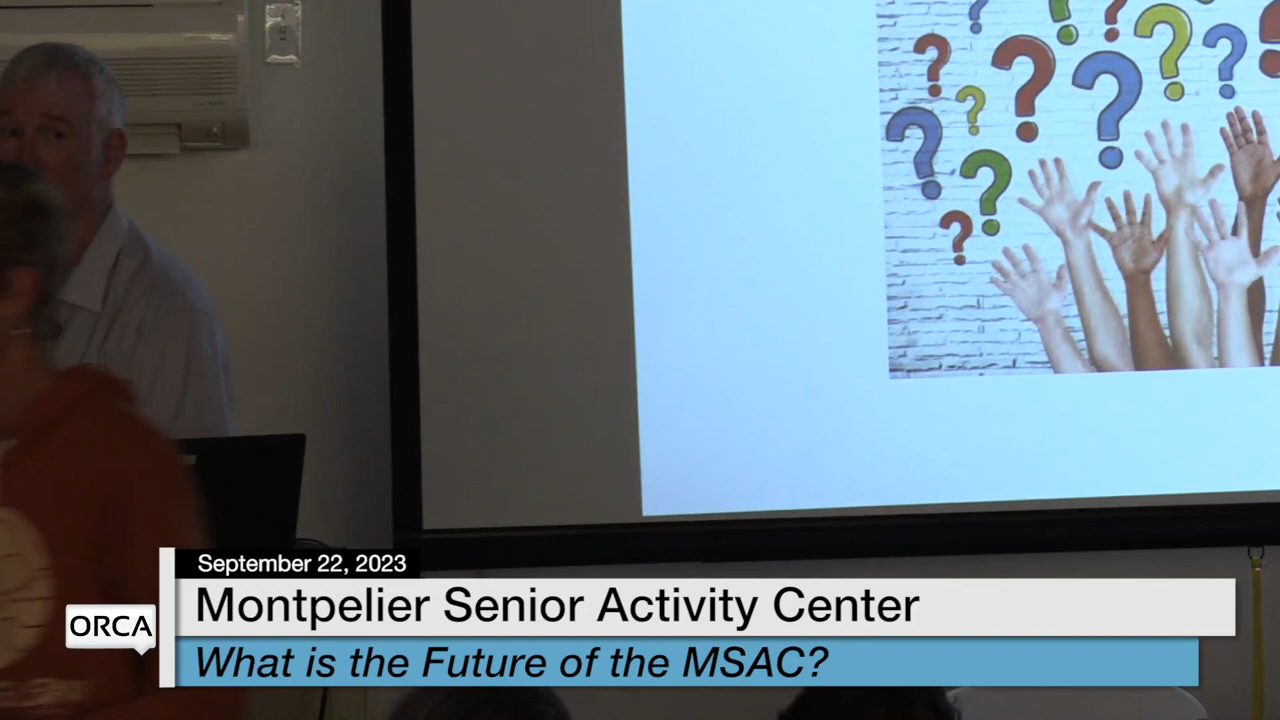 September 22, 2023
Montpelier Senior Activity Center
ORCA
What is the Future of the MSAC?